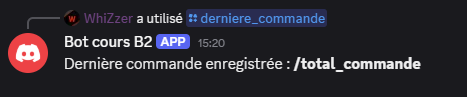 WhiZzer a utilisé derniere_commande
Bot cours B2 APP 15:20
Dernière commande enregistrée : /total_commande